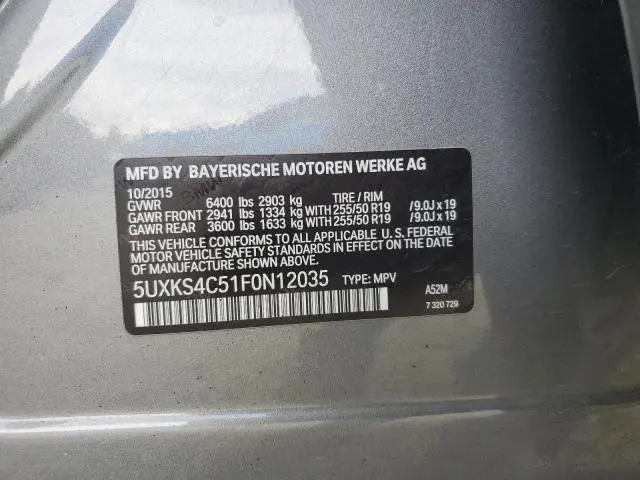 MFD BY BAYERISCHE MOTOREN WERKE AG
10/2015
GVWR 6400 lbs 2903 kg TIRE / RIM
GAWR FRONT 2941 lbs 1334 kg WITH 255/50 R19 /9.0J x 19
GAWR REAR 3600 lbs 1633 kg WITH 255/50 R19 /9.0J x 19
THIS VEHICLE CONFORMS TO ALL APPLICABLE U. S. FEDERAL
MOTOR VEHICLE SAFETY STANDARDS IN EFFECT ON THE
DATE OF MANUFACTURE SHOWN ABOVE.
5UXKS4C51F0N12035 TYPE: MPV A52M
7 320 729